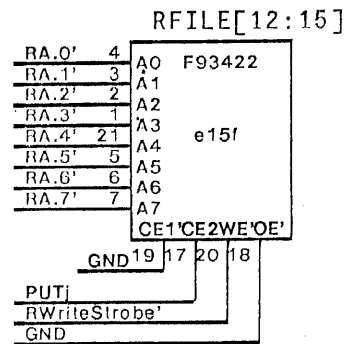 RFILE[12:15]
RA.0' 4 A0 F93422
RA.1' 3 A1
RA.2' 2 A2
RA.3' 1 A3
RA.4' 21 A4 e15f
RA.5' 5 A5
RA.6' 6 A6
RA.7' 7 A7
CE1'CE2WE'OE'
GND 19 17 20 18
PUTj
RWriteStrobe'
GND